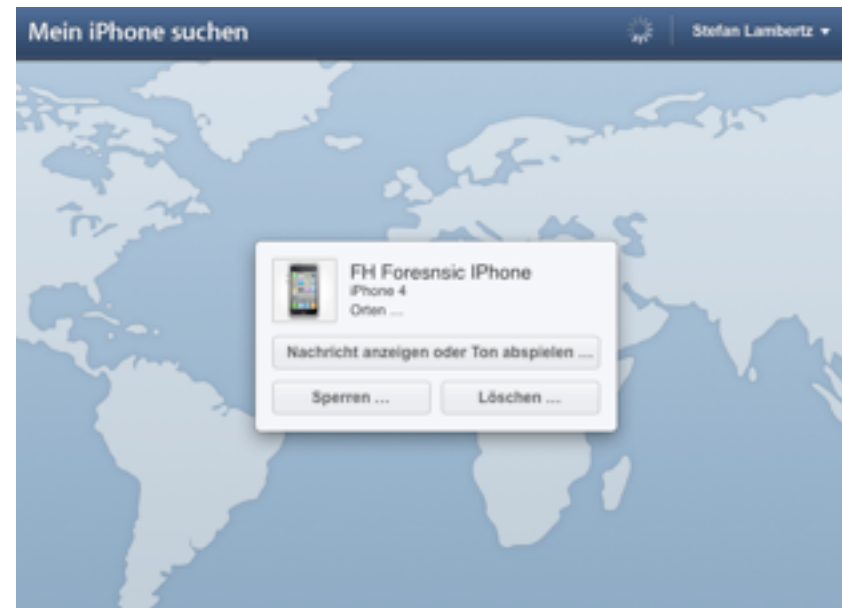 Mein iPhone suchen
Stefan Lambertz
FH Foresnsic IPhone
iPhone 4
Orten ...
Nachricht anzeigen oder Ton abspielen ...
Sperren ...
Löschen ...